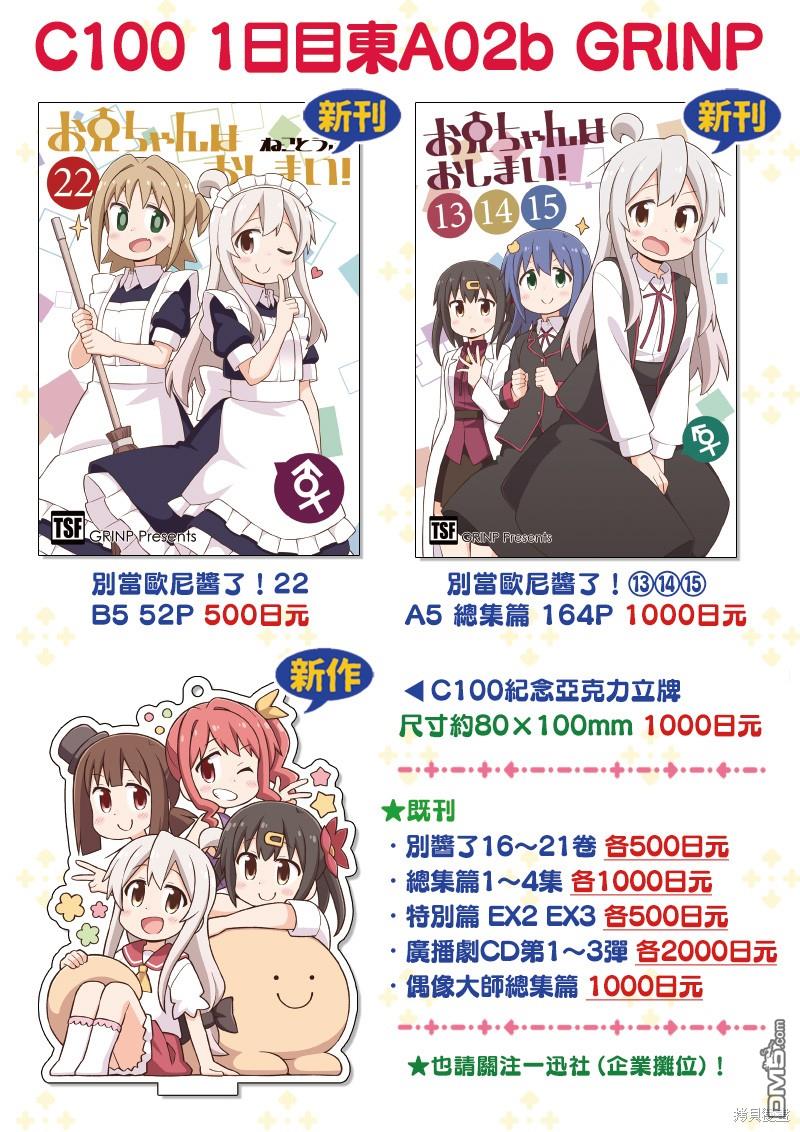 C100 1日目東A02b GRINP
新刊
お兄ちゃんは
ねことうふ
おしまい!
22
TSF
GRINP Presents
別當歐尼醬了！22
B5 52P 500日元
新刊
お兄ちゃんは
おしまい!
13 14 15
TSF
GRINP Presents
別當歐尼醬了！⑬⑭⑮
A5 總集篇 164P 1000日元
新作
◀C100紀念亞克力立牌
尺寸約80×100mm 1000日元
★既刊
・別醬了16～21卷 各500日元
・總集篇1～4集 各1000日元
・特別篇 EX2 EX3 各500日元
・廣播劇CD第1～3彈 各2000日元
・偶像大師總集篇 1000日元
★也請關注一迅社（企業攤位）！
DM5.com
拷貝漫畫